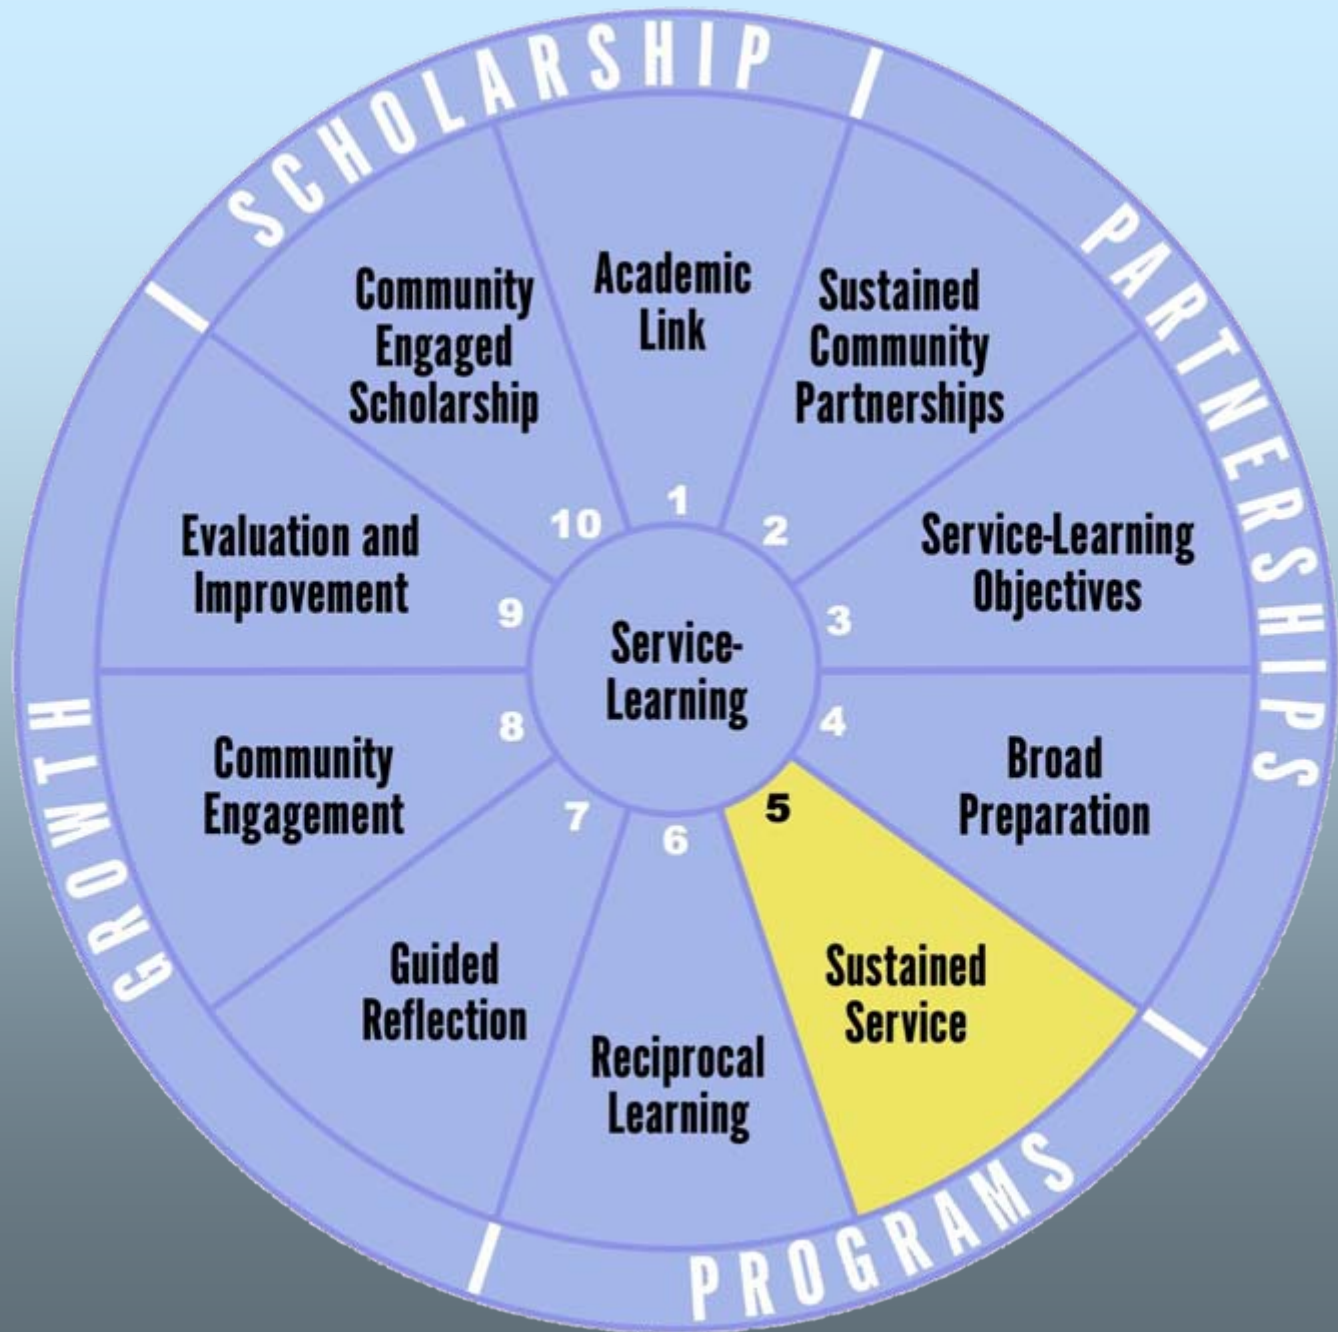 SCHOLARSHIP
PARTNERSHIPS
PROGRAMS
GROWTH
Service-
Learning
1
Academic
Link
2
Sustained
Community
Partnerships
3
Service-Learning
Objectives
4
Broad
Preparation
5
Sustained
Service
6
Reciprocal
Learning
7
Guided
Reflection
8
Community
Engagement
9
Evaluation and
Improvement
10
Community
Engaged
Scholarship